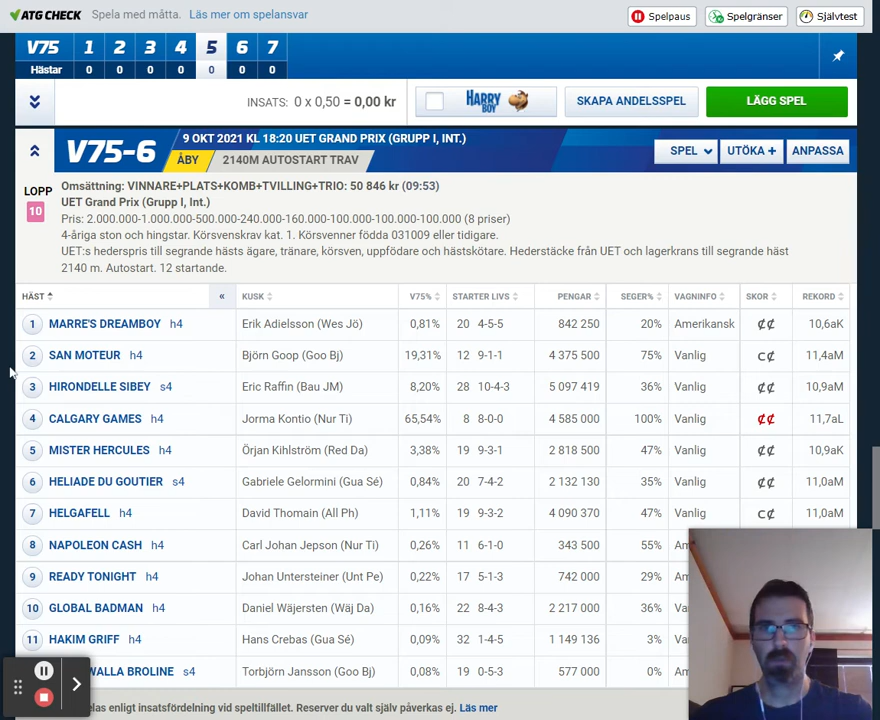 ATG CHECK Spela med måtta. Läs mer om spelansvar Spelpaus Spelgränser Självtest
V75 1 2 3 4 5 6 7
Hästar 0 0 0 0 0 0 0
INSATS: 0 x 0,50 = 0,00 kr HARRY BOY SKAPA ANDELSSPEL LÄGG SPEL
V75-6 9 OKT 2021 KL 18:20 UET GRAND PRIX (GRUPP I, INT.)
ÅBY 2140M AUTOSTART TRAV SPEL UTÖKA + ANPASSA
LOPP 10
Omsättning: VINNARE+PLATS+KOMB+TVILLING+TRIO: 50 846 kr (09:53)
UET Grand Prix (Grupp I, Int.)
Pris: 2.000.000-1.000.000-500.000-240.000-160.000-100.000-100.000-100.000 (8 priser)
4-åriga ston och hingstar. Körsvenskrav kat. 1. Körsvenner födda 031009 eller tidigare.
UET:s hederspris till segrande hästs ägare, tränare, körsven, uppfödare och hästskötare. Hederstäcke från UET och lagerkrans till segrande häst
2140 m. Autostart. 12 startande.
HÄST « KUSK V75% STARTER LIVS PENGAR SEGER% VAGNINFO SKOR REKORD
1 MARRE'S DREAMBOY h4 Erik Adielsson (Wes Jö) 0,81% 20 4-5-5 842 250 20% Amerikansk ȼȼ 10,6aK
2 SAN MOTEUR h4 Björn Goop (Goo Bj) 19,31% 12 9-1-1 4 375 500 75% Vanlig cȼ 11,4aM
3 HIRONDELLE SIBEY s4 Eric Raffin (Bau JM) 8,20% 28 10-4-3 5 097 419 36% Vanlig ȼȼ 10,9aM
4 CALGARY GAMES h4 Jorma Kontio (Nur Ti) 65,54% 8 8-0-0 4 585 000 100% Vanlig ȼȼ 11,7aL
5 MISTER HERCULES h4 Örjan Kihlström (Red Da) 3,38% 19 9-3-1 2 818 500 47% Vanlig ȼȼ 10,9aK
6 HELIADE DU GOUTIER s4 Gabriele Gelormini (Gua Sé) 0,84% 20 7-4-2 2 132 130 35% Vanlig ȼȼ 11,0aM
7 HELGAFELL h4 David Thomain (All Ph) 1,11% 19 9-3-2 4 090 370 47% Vanlig cȼ 11,0aM
8 NAPOLEON CASH h4 Carl Johan Jepson (Nur Ti) 0,26% 11 6-1-0 343 500 55% Am
9 READY TONIGHT h4 Johan Untersteiner (Unt Pe) 0,22% 17 5-1-3 742 000 29% Am
10 GLOBAL BADMAN h4 Daniel Wäjersten (Wäj Da) 0,16% 22 8-4-3 2 217 000 36% Va
11 HAKIM GRIFF h4 Hans Crebas (Gua Sé) 0,09% 32 1-4-5 1 149 136 3% Va
WALLA BROLINE s4 Torbjörn Jansson (Goo Bj) 0,08% 19 0-5-3 577 000 0% Am
elas enligt insatsfördelning vid speltillfället. Reserver du valt själv påverkas ej. Läs mer